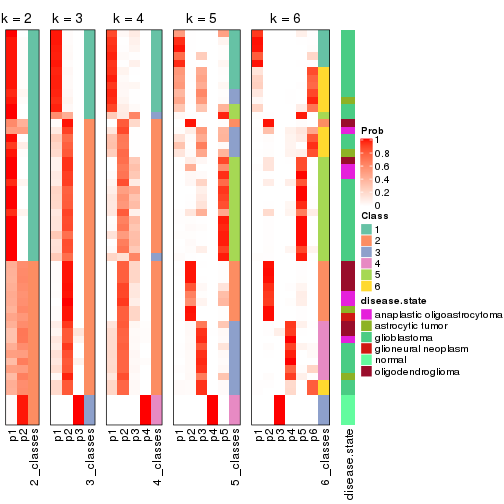 k = 2 k = 3 k = 4 k = 5 k = 6
Prob
1
0.8
0.6
0.4
0.2
0
Class
1
2
3
4
5
6
disease.state
anaplastic oligoastrocytoma
astrocytic tumor
glioblastoma
glioneural neoplasm
normal
oligodendroglioma
p1 p2 2_classes p1 p2 p3 3_classes p1 p2 p3 p4 4_classes p1 p2 p3 p4 p5 5_classes p1 p2 p3 p4 p5 p6 6_classes disease.state